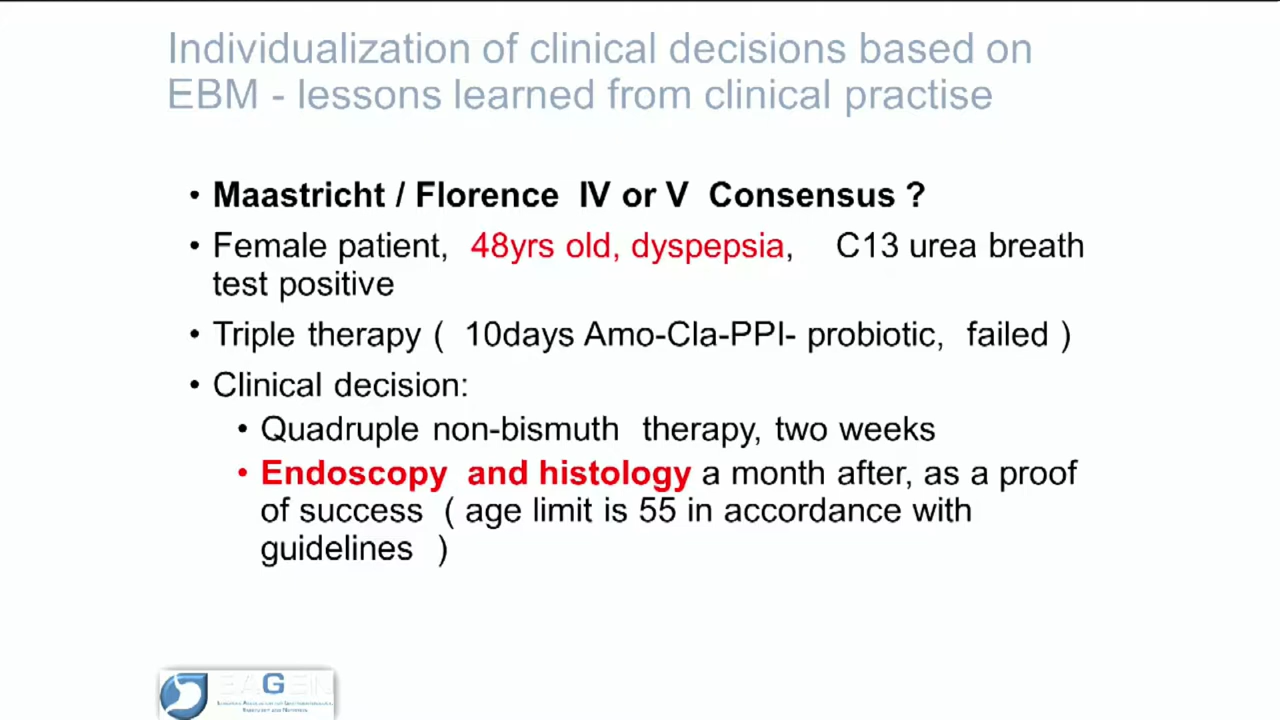 Individualization of clinical decisions based on
EBM - lessons learned from clinical practise
• Maastricht / Florence IV or V Consensus ?
• Female patient, 48yrs old, dyspepsia, C13 urea breath
test positive
• Triple therapy ( 10days Amo-Cla-PPI- probiotic, failed )
• Clinical decision:
• Quadruple non-bismuth therapy, two weeks
• Endoscopy and histology a month after, as a proof
of success ( age limit is 55 in accordance with
guidelines )
EAGEN